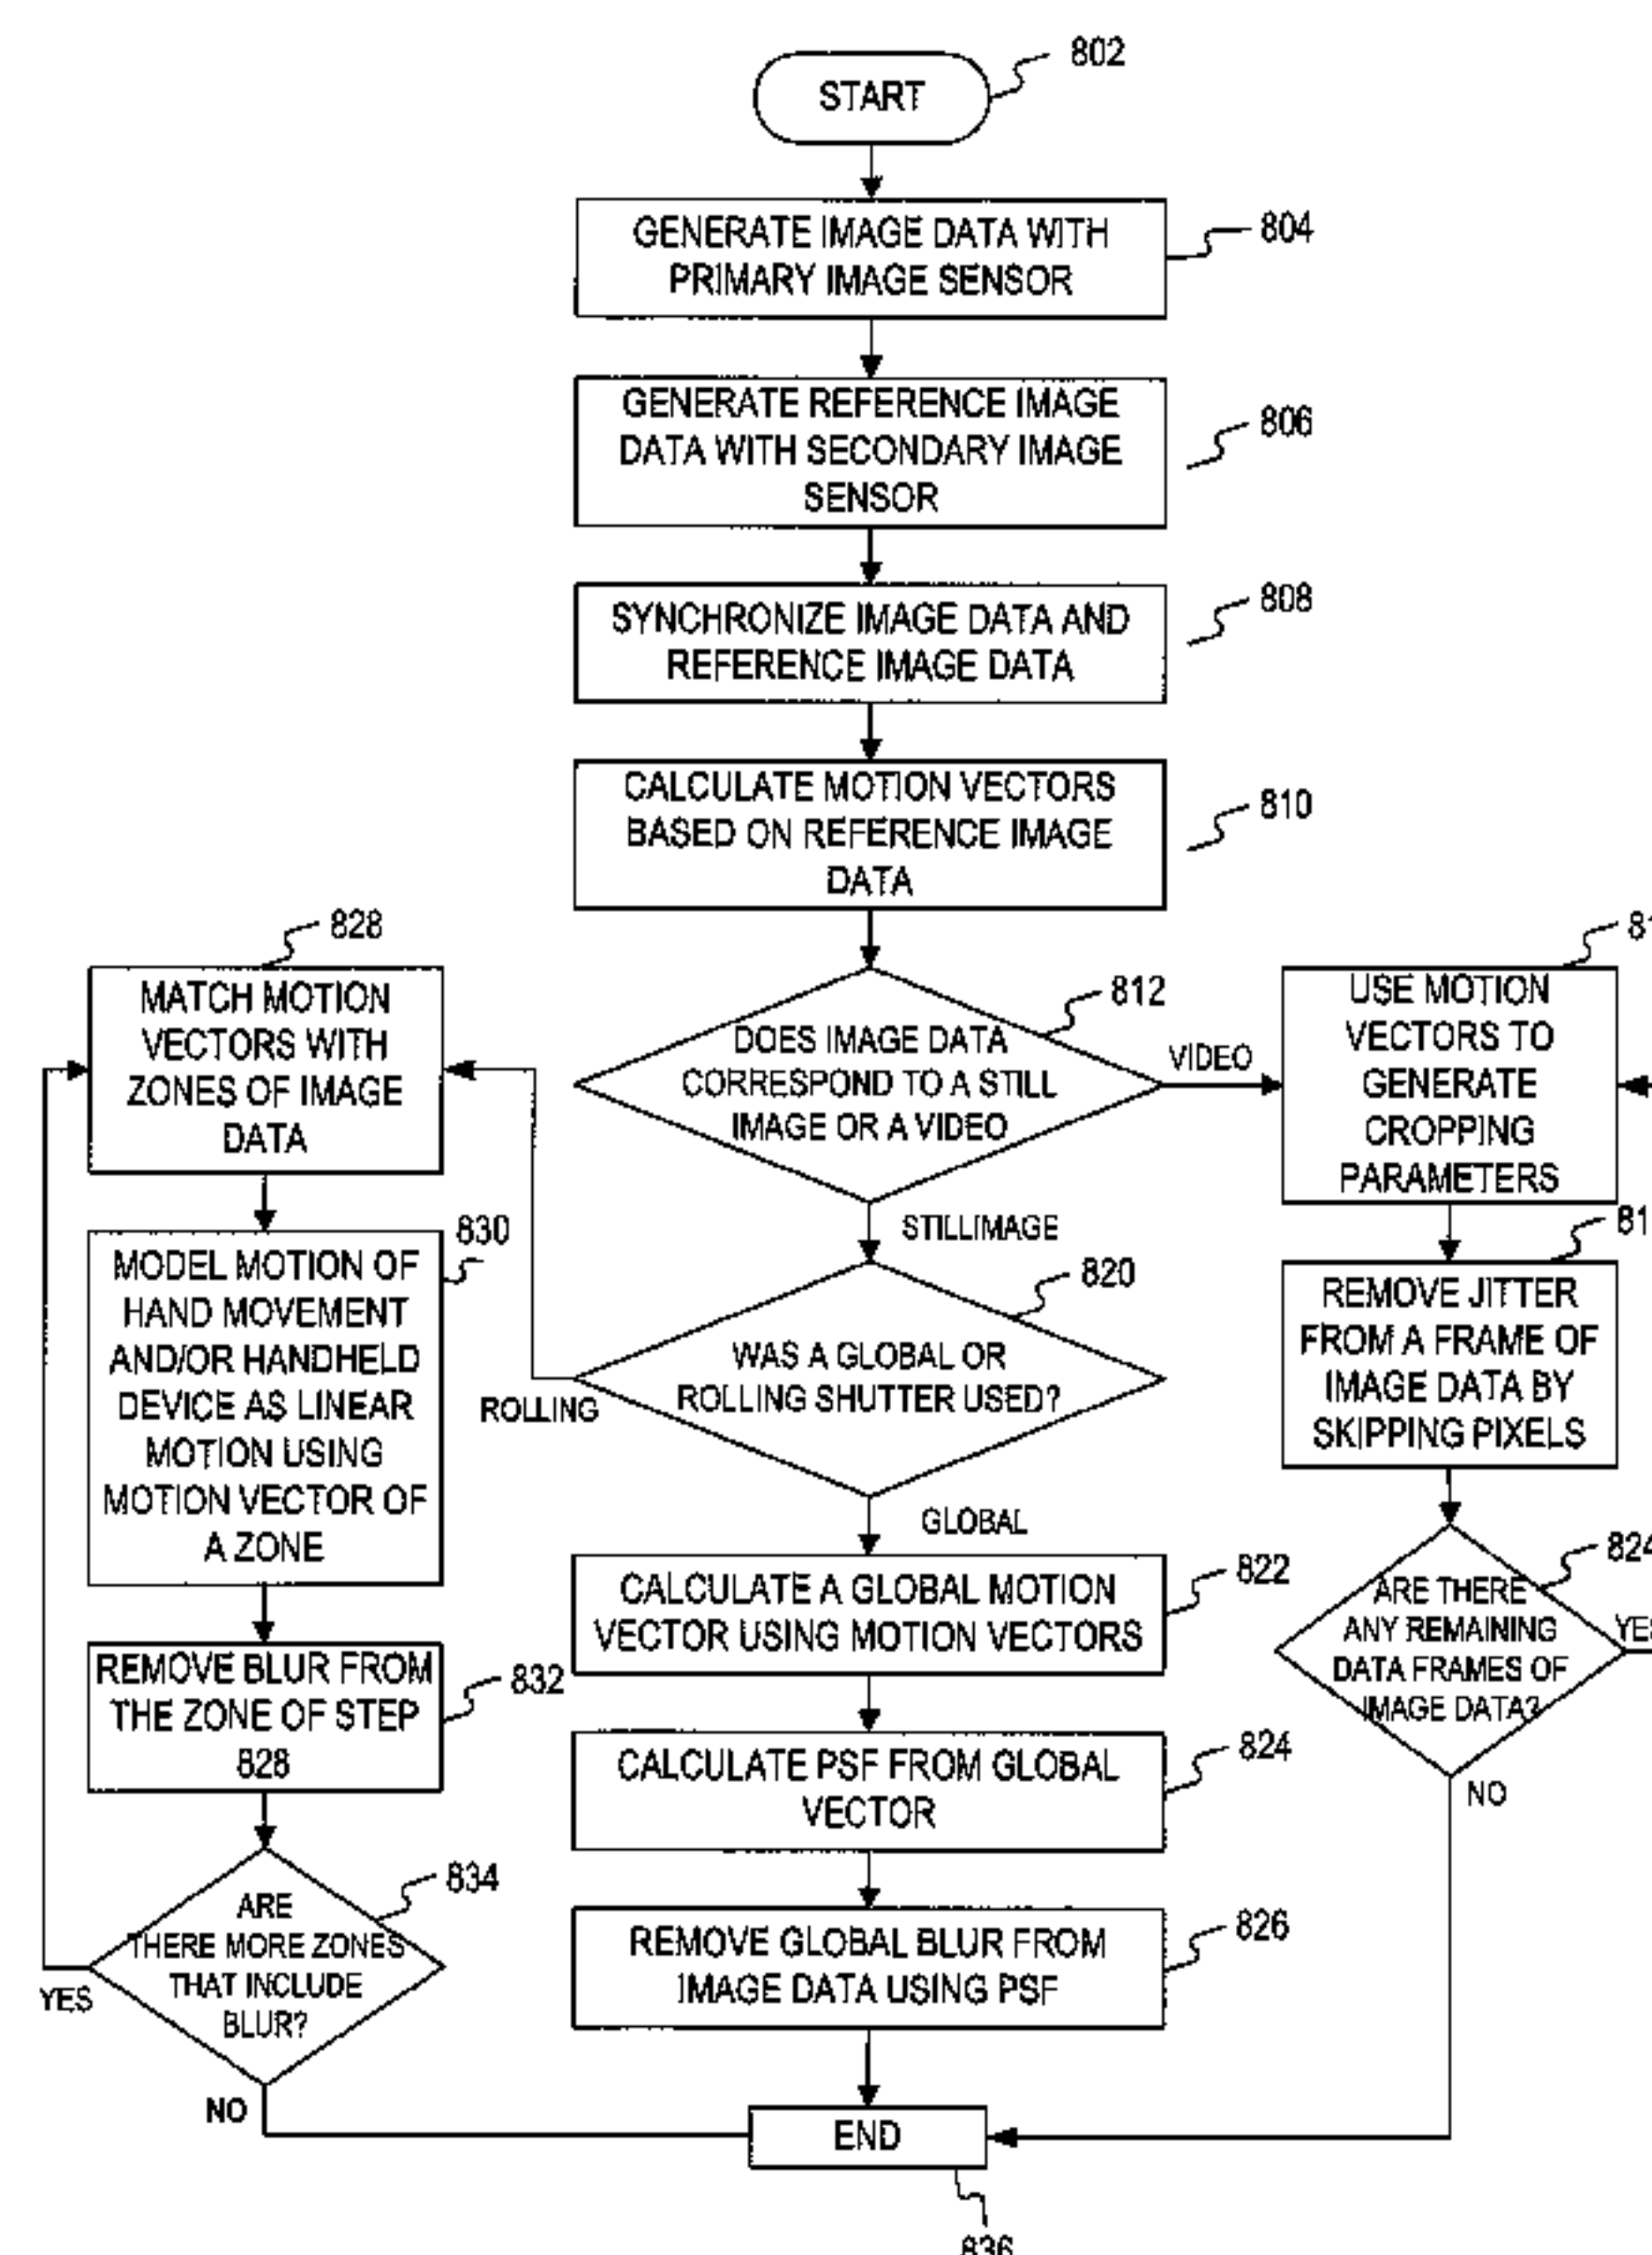 802
START
GENERATE IMAGE DATA WITH
PRIMARY IMAGE SENSOR
804
GENERATE REFERENCE IMAGE
DATA WITH SECONDARY IMAGE
SENSOR
806
SYNCHRONIZE IMAGE DATA AND
REFERENCE IMAGE DATA
808
CALCULATE MOTION VECTORS
BASED ON REFERENCE IMAGE
DATA
810
DOES IMAGE DATA
CORRESPOND TO A STILL
IMAGE OR A VIDEO
812
VIDEO
STILL IMAGE
USE MOTION
VECTORS TO
GENERATE
CROPPING
PARAMETERS
REMOVE JITTER
FROM A FRAME OF
IMAGE DATA BY
SKIPPING PIXELS
ARE THERE
ANY REMAINING
DATA FRAMES OF
IMAGE DATA?
824
YES
NO
WAS A GLOBAL OR
ROLLING SHUTTER USED?
820
ROLLING
GLOBAL
CALCULATE A GLOBAL MOTION
VECTOR USING MOTION VECTORS
822
CALCULATE PSF FROM GLOBAL
VECTOR
824
REMOVE GLOBAL BLUR FROM
IMAGE DATA USING PSF
826
828
MATCH MOTION
VECTORS WITH
ZONES OF IMAGE
DATA
830
MODEL MOTION OF
HAND MOVEMENT
AND/OR HANDHELD
DEVICE AS LINEAR
MOTION USING
MOTION VECTOR OF
A ZONE
REMOVE BLUR FROM
THE ZONE OF STEP
828
832
ARE
THERE MORE ZONES
THAT INCLUDE
BLUR?
834
YES
NO
END
836